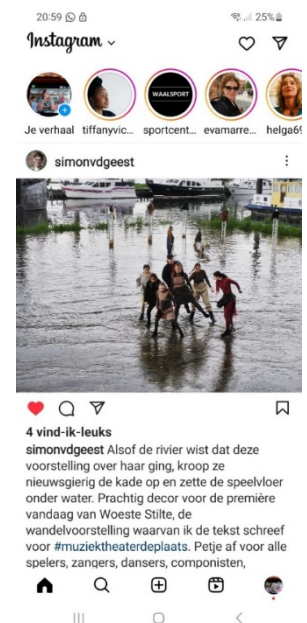 20:59 25%
Instagram
WAALSPORT
Je verhaal tiffanyvic... sportcent... evamarre... helga69
simonvdgeest
4 vind-ik-leuks
simonvdgeest Alsof de rivier wist dat deze
voorstelling over haar ging, kroop ze
nieuwsgierig de kade op en zette de speelvloer
onder water. Prachtig decor voor de première
vandaag van Woeste Stilte, de
wandelvoorstelling waarvan ik de tekst schreef
voor #muziektheaterdeplaats. Petje af voor alle
spelers, zangers, dansers, componisten,